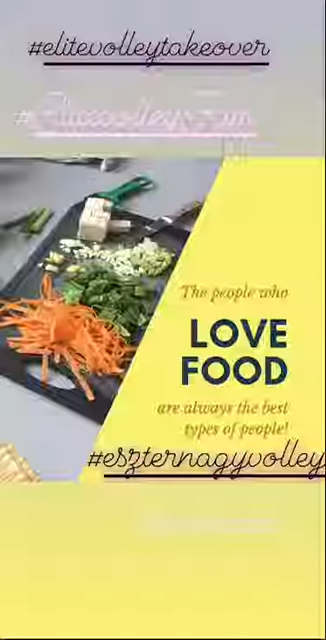 #elitevolleytakeover
The people who
LOVE
FOOD
are always the best
types of people!
#eszternagyvolley